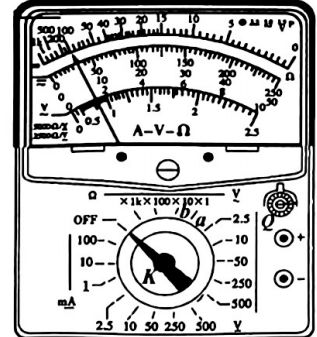 500 100 50 40 30 20 15 10 5 0
200
Ω
0 50 100 150 200 250
0 2 10 20 4 30 6 40 8 50 10
V
0 0.5 1 1.5 2 2.5
A-V-Ω
Ω ×1k×100×10×1 V
b/a
OFF 2.5
100 10
10 50
1 250
mA 500
K
Q
+
-
2.5 10 50 250 500 V